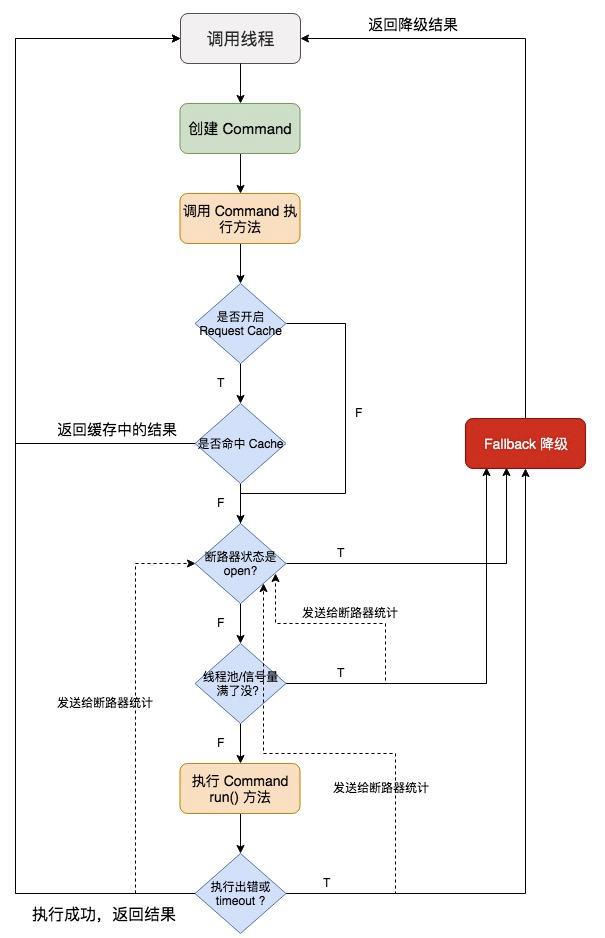 返回降级结果
调用线程
创建 Command
调用 Command 执
行方法
是否开启
Request Cache
T
F
返回缓存中的结果
是否命中 Cache
Fallback 降级
F
断路器状态是
open?
T
发送给断路器统计
F
线程池/信号量
满了没?
T
发送给断路器统计
F
执行 Command
run() 方法
发送给断路器统计
执行出错或
timeout ?
T
执行成功，返回结果